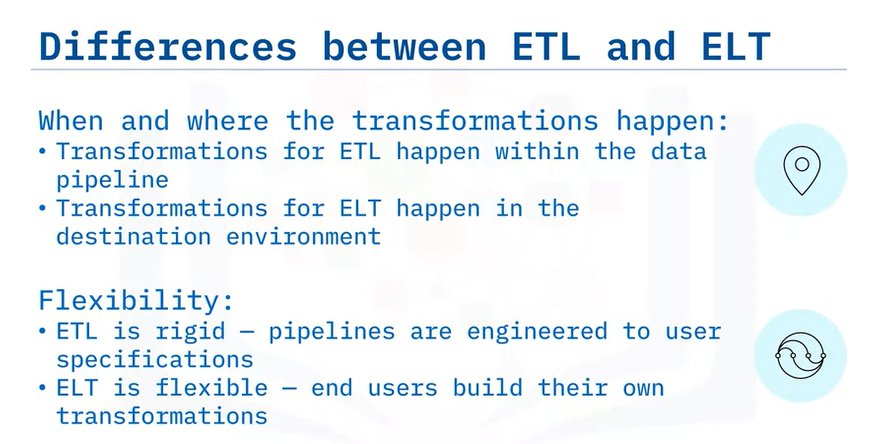 Differences between ETL and ELT
When and where the transformations happen:
• Transformations for ETL happen within the data
pipeline
• Transformations for ELT happen in the
destination environment
Flexibility:
• ETL is rigid – pipelines are engineered to user
specifications
• ELT is flexible – end users build their own
transformations